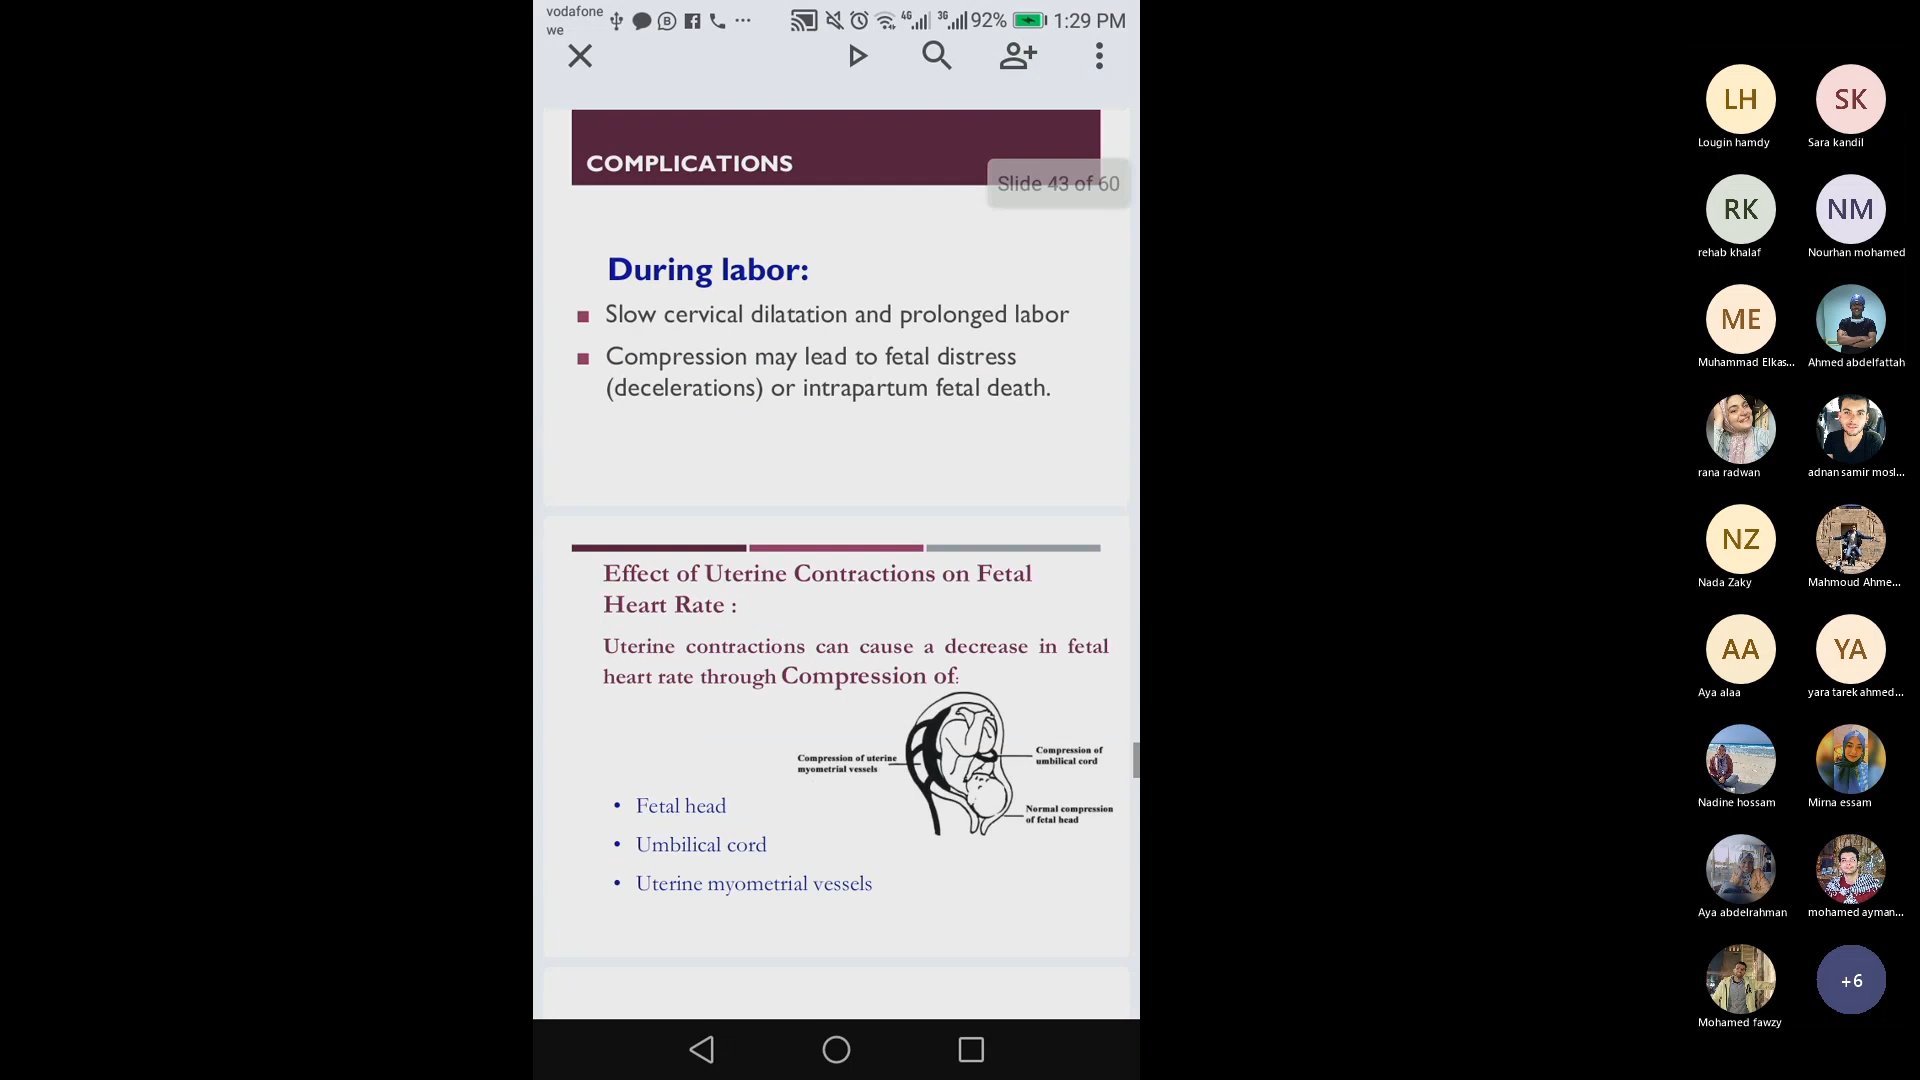 vodafone
we
4G
3G
92%
1:29 PM
COMPLICATIONS
Slide 43 of 60
During labor:
■ Slow cervical dilatation and prolonged labor
■ Compression may lead to fetal distress
(decelerations) or intrapartum fetal death.
Effect of Uterine Contractions on Fetal
Heart Rate :
Uterine contractions can cause a decrease in fetal
heart rate through Compression of:
Compression of uterine
myometrial vessels
Compression of
umbilical cord
Normal compression
of fetal head
• Fetal head
• Umbilical cord
• Uterine myometrial vessels
LH
SK
Lougin hamdy
Sara kandil
RK
NM
rehab khalaf
Nourhan mohamed
ME
Muhammad Elkas...
Ahmed abdelfattah
rana radwan
adnan samir mosl...
NZ
Nada Zaky
Mahmoud Ahme...
AA
YA
Aya alaa
yara tarek ahmed...
Nadine hossam
Mirna essam
Aya abdelrahman
mohamed ayman...
+6
Mohamed fawzy